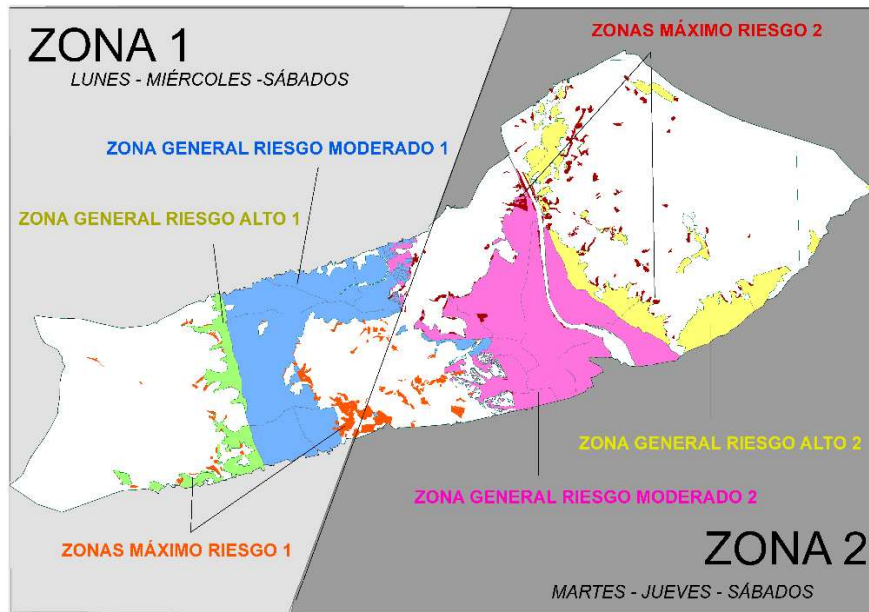 ZONA 1
LUNES - MIÉRCOLES -SÁBADOS
ZONAS MÁXIMO RIESGO 2
ZONA GENERAL RIESGO MODERADO 1
ZONA GENERAL RIESGO ALTO 1
ZONA GENERAL RIESGO ALTO 2
ZONA GENERAL RIESGO MODERADO 2
ZONAS MÁXIMO RIESGO 1
ZONA 2
MARTES - JUEVES - SÁBADOS